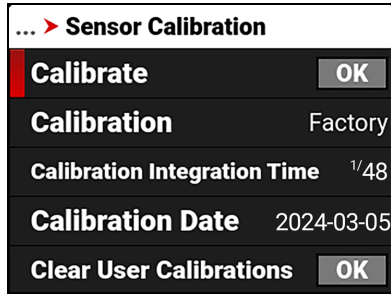 ... ➤ Sensor Calibration
Calibrate OK
Calibration Factory
Calibration Integration Time 1/48
Calibration Date 2024-03-05
Clear User Calibrations OK